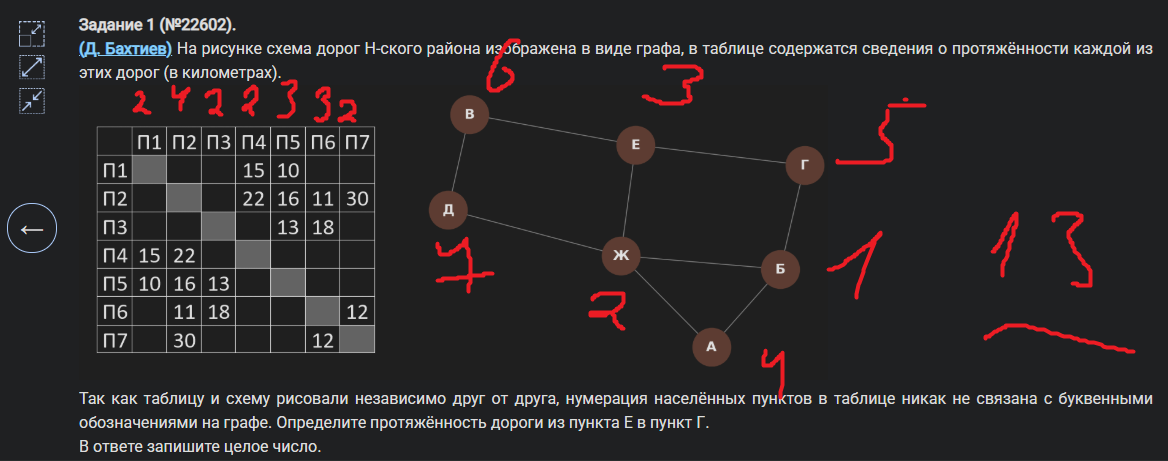 Задание 1 (№22602).
(Д. Бахтиев) На рисунке схема дорог Н-ского района изображена в виде графа, в таблице содержатся сведения о протяжённости каждой из
этих дорог (в километрах).
2 4 2 2 3 3 2
П1 П2 П3 П4 П5 П6 П7
П1 15 10
П2 22 16 11 30
П3 13 18
П4 15 22
П5 10 16 13
П6 11 18 12
П7 30 12
6
3
5
В
Е
Г
Д
Ж
Б
А
7
2
1
4
13
Так как таблицу и схему рисовали независимо друг от друга, нумерация населённых пунктов в таблице никак не связана с буквенными
обозначениями на графе. Определите протяжённость дороги из пункта Е в пункт Г.
В ответе запишите целое число.